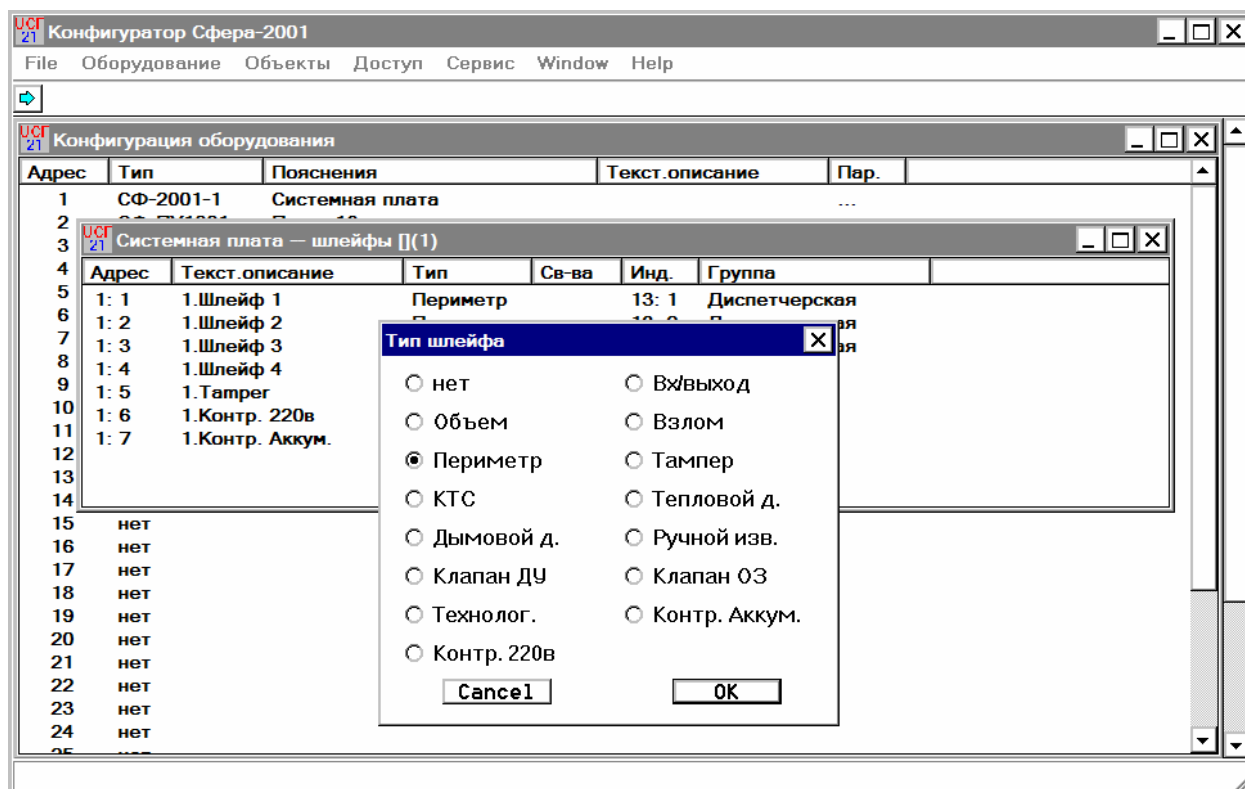 УСГ 21 Конфигуратор Сфера-2001
File Оборудование Объекты Доступ Сервис Window Help
УСГ 21 Конфигурация оборудования
Адрес Тип Пояснения Текст.описание Пар.
1 СФ-2001-1 Системная плата ...
2
3
4
5
6
7
8
9
10
11
12
13
14
15 нет
16 нет
17 нет
18 нет
19 нет
20 нет
21 нет
22 нет
23 нет
24 нет
УСГ 21 Системная плата — шлейфы [](1)
Адрес Текст.описание Тип Св-ва Инд. Группа
1: 1 1.Шлейф 1 Периметр 13: 1 Диспетчерская
1: 2 1.Шлейф 2
1: 3 1.Шлейф 3
1: 4 1.Шлейф 4
1: 5 1.Tamper
1: 6 1.Контр. 220в
1: 7 1.Контр. Аккум.
Тип шлейфа
нет Вх/выход
Объем Взлом
Периметр Тампер
КТС Тепловой д.
Дымовой д. Ручной изв.
Клапан ДУ Клапан ОЗ
Технолог. Контр. Аккум.
Контр. 220в
Cancel OK